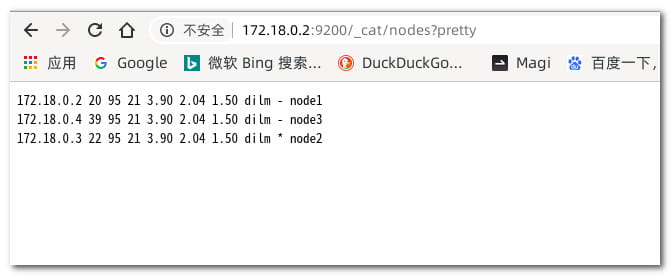 不安全 172.18.0.2:9200/_cat/nodes?pretty
应用 Google 微软 Bing 搜索... DuckDuckGo... Magi 百度一下，
172.18.0.2 20 95 21 3.90 2.04 1.50 dilm - node1
172.18.0.4 39 95 21 3.90 2.04 1.50 dilm - node3
172.18.0.3 22 95 21 3.90 2.04 1.50 dilm * node2